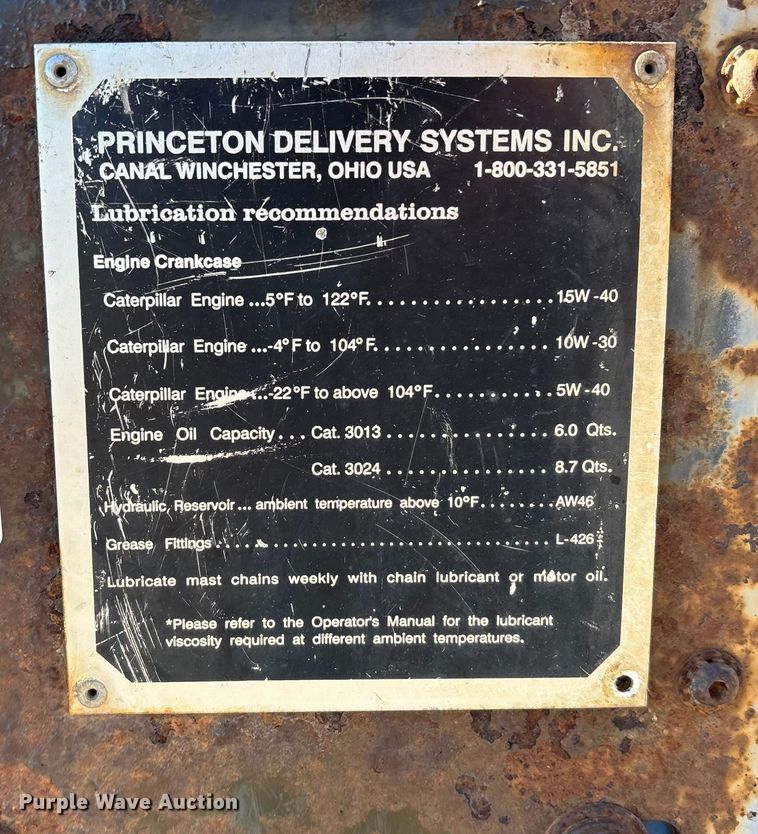 PRINCETON DELIVERY SYSTEMS INC.
CANAL WINCHESTER, OHIO USA 1-800-331-5851
Lubrication recommendations
Engine Crankcase
Caterpillar Engine ...5°F to 122°F.................. 15W-40
Caterpillar Engine ...-4°F to 104°F................. 10W-30
Caterpillar Engine...-22°F to above 104°F............ 5W-40
Engine Oil Capacity... Cat. 3013 ................ 6.0 Qts.
Cat. 3024 ................ 8.7 Qts.
Hydraulic Reservoir... ambient temperature above 10°F........ AW46
Grease Fittings.................................... L-426
Lubricate mast chains weekly with chain lubricant or motor oil.
*Please refer to the Operator's Manual for the lubricant
viscosity required at different ambient temperatures.
Purple Wave Auction